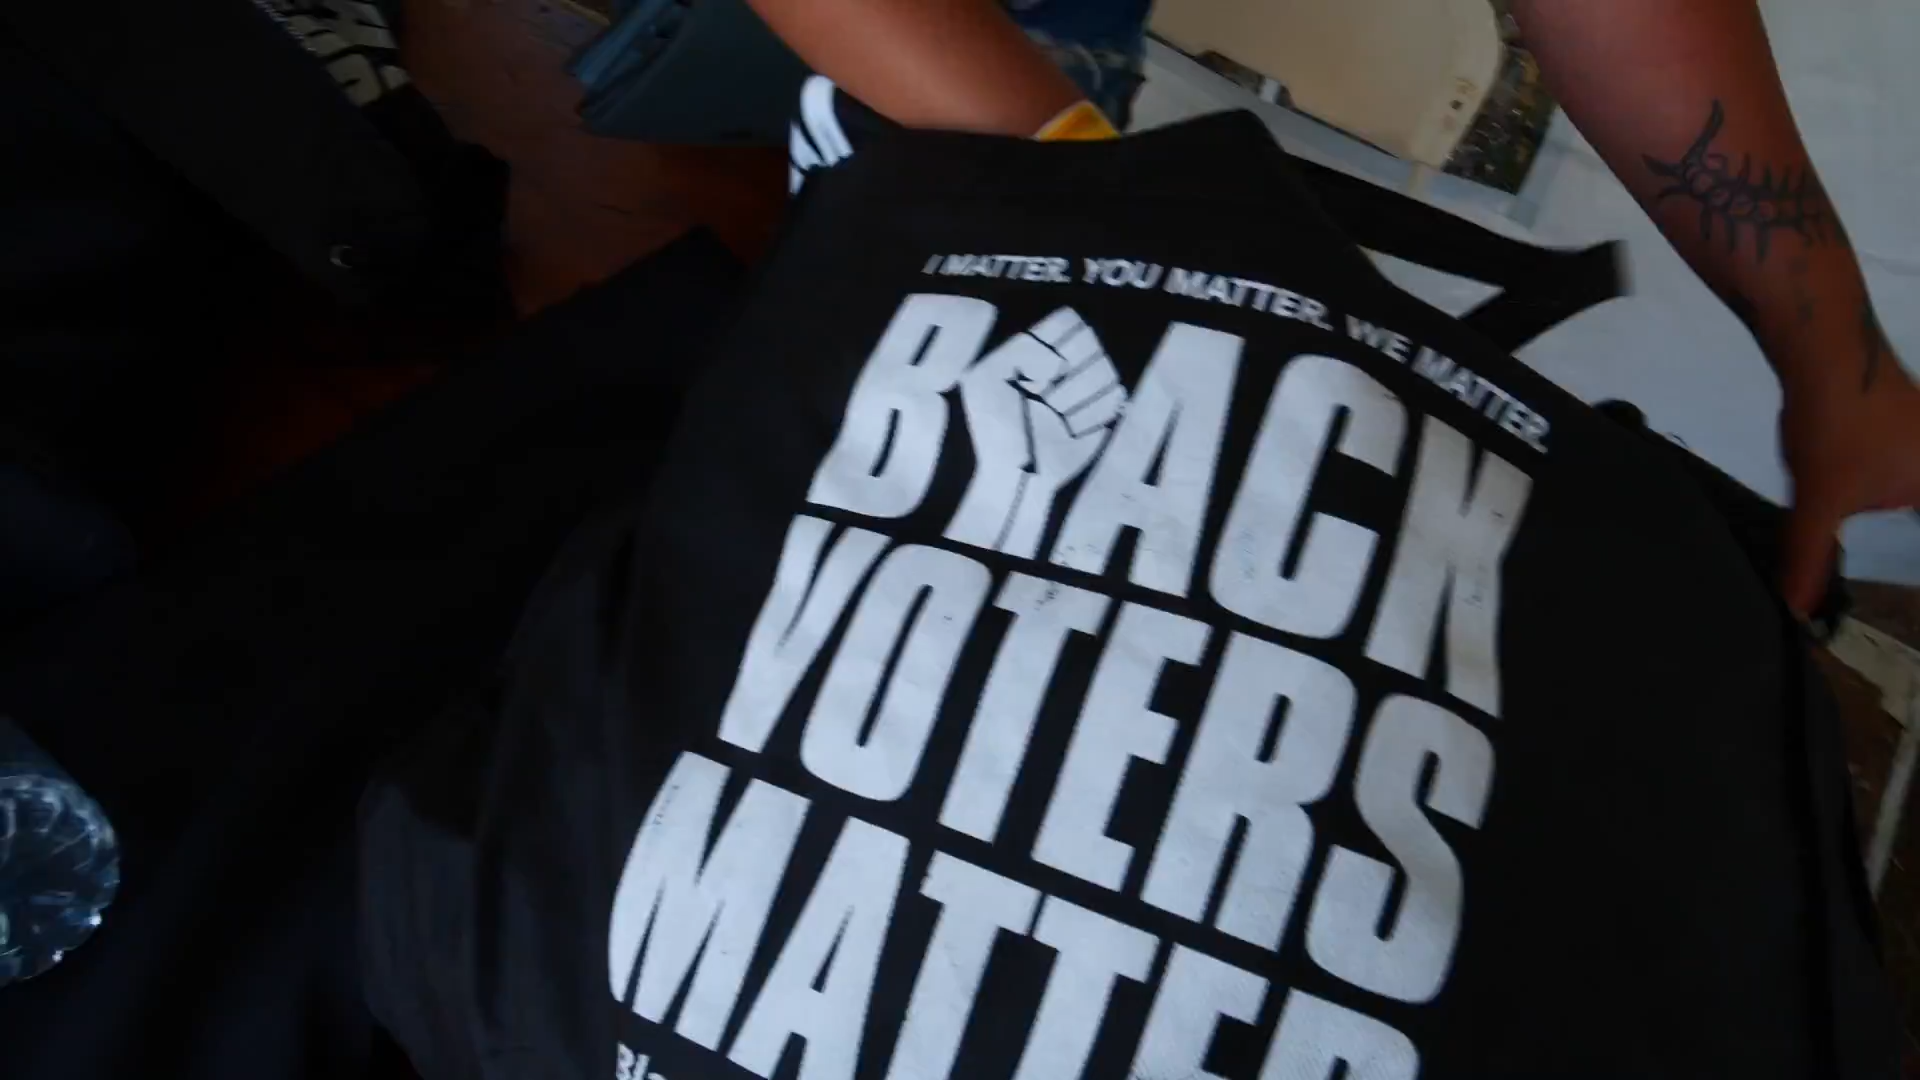 I MATTER. YOU MATTER. WE MATTER.
BLACK
VOTERS
MATTER